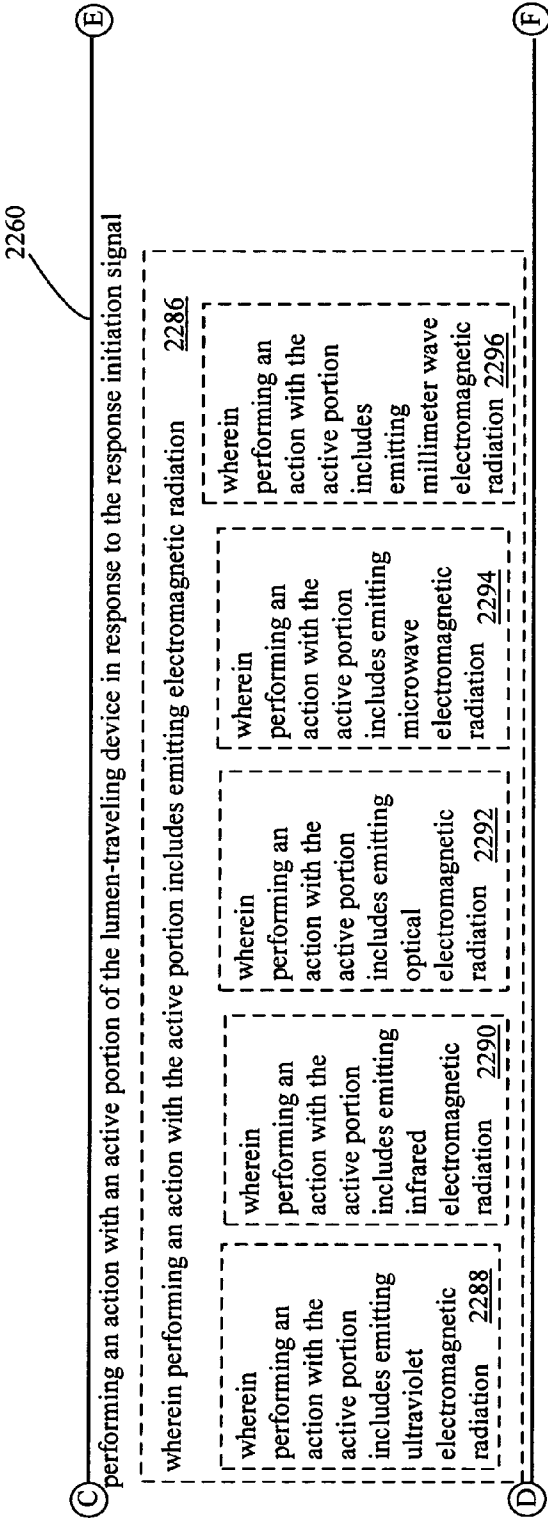 2260
C
E
performing an action with an active portion of the lumen-traveling device in response to the response initiation signal
wherein performing an action with the active portion includes emitting electromagnetic radiation 2286
wherein
performing an
action with the
active portion
includes emitting
ultraviolet
electromagnetic
radiation 2288
wherein
performing an
action with the
active portion
includes emitting
infrared
electromagnetic
radiation 2290
wherein
performing an
action with the
active portion
includes emitting
optical
electromagnetic
radiation 2292
wherein
performing an
action with the
active portion
includes emitting
microwave
electromagnetic
radiation 2294
wherein
performing an
action with the
active portion
includes
emitting
millimeter wave
electromagnetic
radiation 2296
D
F